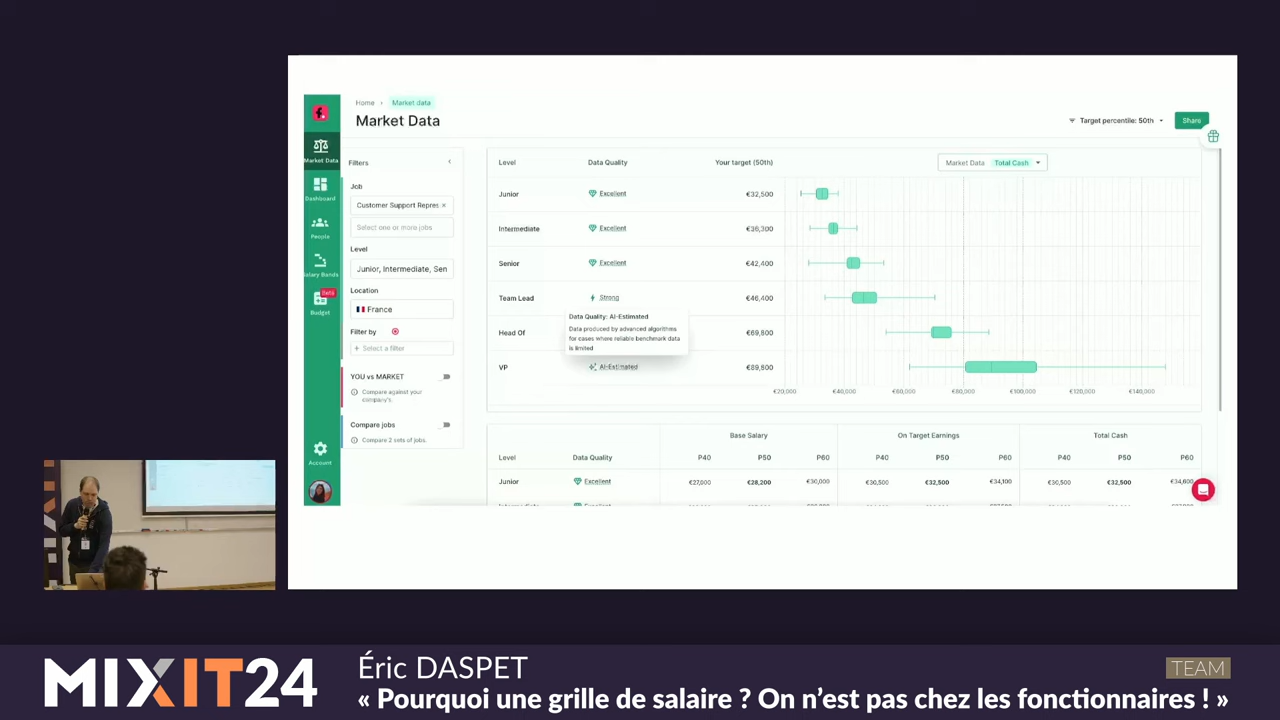 Home › Market data
Market Data
Target percentile: 50th
Share
Market Data
Dashboard
People
Salary Bands
Beta
Budget
Account
Filters
Job
Customer Support Repres ×
Select one or more jobs
Level
Junior, Intermediate, Sen
Location
France
Filter by
+ Select a filter
YOU vs MARKET
Compare against your
company's.
Compare jobs
Compare 2 sets of jobs.
Level Data Quality Your target (50th) Market Data Total Cash
Junior Excellent €32,500
Intermediate Excellent €36,300
Senior Excellent €42,400
Team Lead Strong €46,400
Data Quality: AI-Estimated
Data produced by advanced algorithms
for cases where reliable benchmark data
is limited
Head Of €69,800
VP AI-Estimated €89,800
€20,000 €40,000 €60,000 €80,000 €100,000 €120,000 €140,000
Base Salary On Target Earnings Total Cash
Level Data Quality P40 P50 P60 P40 P50 P60 P40 P50 P60
Junior Excellent €27,000 €28,200 €30,000 €30,500 €32,500 €34,100 €30,500 €32,500
MIXIT24
Éric DASPET
TEAM
« Pourquoi une grille de salaire ? On n'est pas chez les fonctionnaires ! »